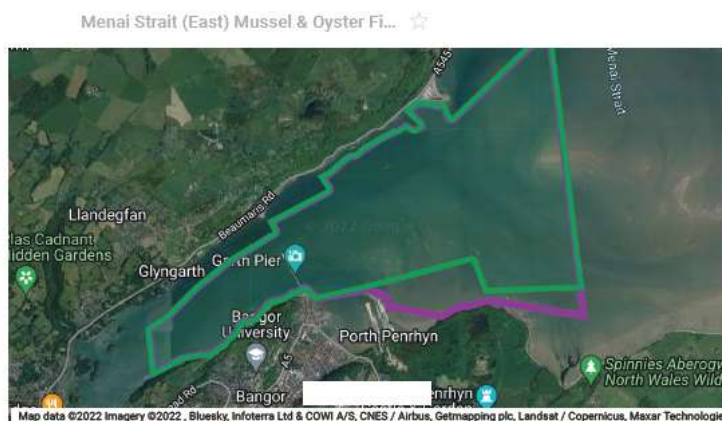 Menai Strait (East) Mussel & Oyster Fi...
A545
Menai Strait
Llandegfan
Beaumaris Rd
las Cadnant
idden Gardens
Garth Pier
Glyngarth
Bangor
University
Porth Penrhyn
A5
Spinnies Aberogw
North Wales Wild
Bangor
Map data ©2022 Imagery ©2022 , Bluesky, Infoterra Ltd & COWI A/S, CNES / Airbus, Getmapping plc, Landsat / Copernicus, Maxar Technologie